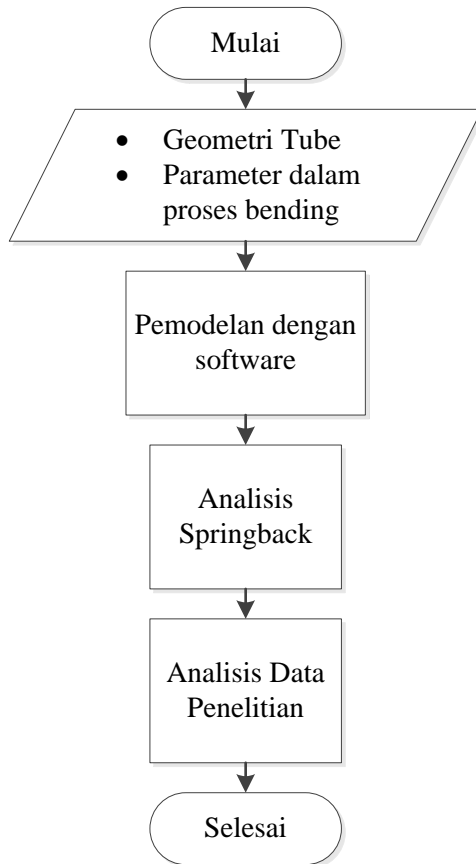 Mulai
• Geometri Tube
• Parameter dalam
proses bending
Pemodelan dengan
software
Analisis
Springback
Analisis Data
Penelitian
Selesai